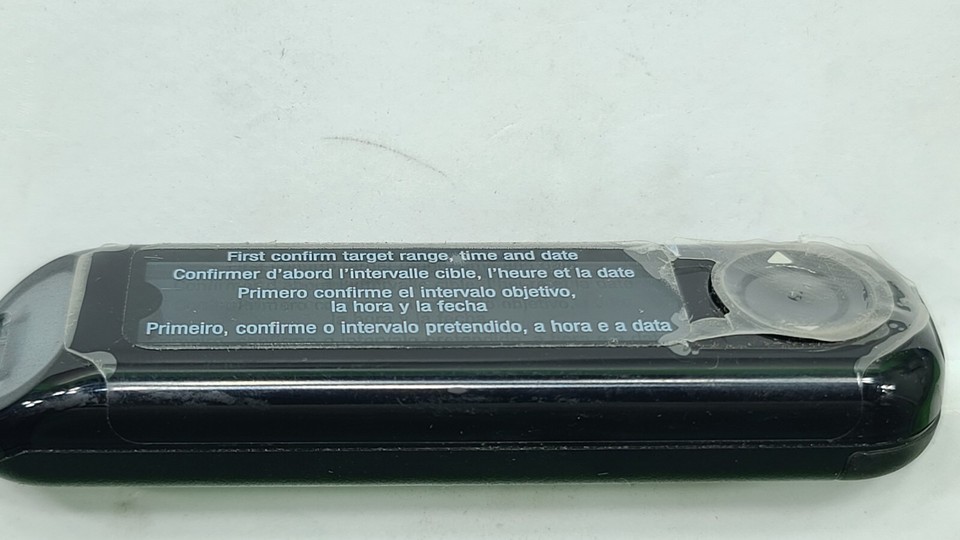 First confirm target range, time and date
Confirmer d'abord l'intervalle cible, l'heure et la date
Primero confirme el intervalo objetivo,
la hora y la fecha
Primeiro, confirme o intervalo pretendido, a hora e a data